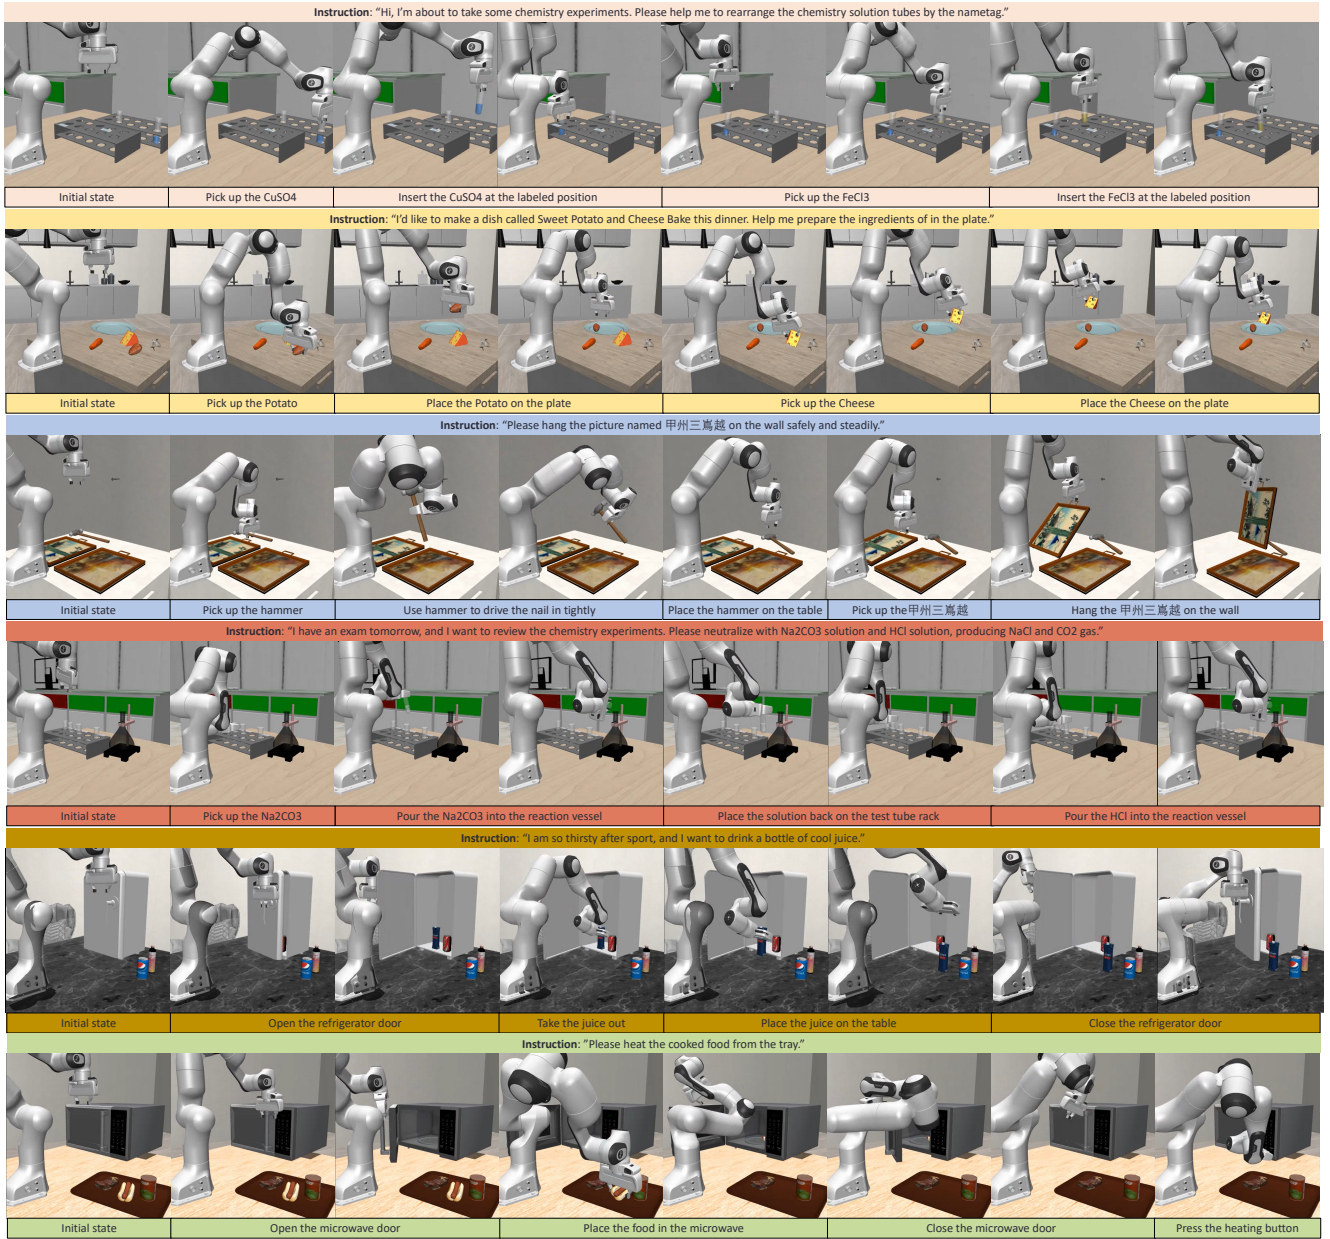 Instruction: “Hi, I’m about to take some chemistry experiments. Please help me to rearrange the chemistry solution tubes by the nametag.”
Initial state
Pick up the CuSO4
Insert the CuSO4 at the labeled position
Pick up the FeCl3
Insert the FeCl3 at the labeled position
Instruction: “I’d like to make a dish called Sweet Potato and Cheese Bake this dinner. Help me prepare the ingredients of in the plate.”
Initial state
Pick up the Potato
Place the Potato on the plate
Pick up the Cheese
Place the Cheese on the plate
Instruction: “Please hang the picture named 甲州三嶌越 on the wall safely and steadily.”
Initial state
Pick up the hammer
Use hammer to drive the nail in tightly
Place the hammer on the table
Pick up the甲州三嶌越
Hang the 甲州三嶌越 on the wall
Instruction: “I have an exam tomorrow, and I want to review the chemistry experiments. Please neutralize with Na2CO3 solution and HCl solution, producing NaCl and CO2 gas.”
Initial state
Pick up the Na2CO3
Pour the Na2CO3 into the reaction vessel
Place the solution back on the test tube rack
Pour the HCl into the reaction vessel
Instruction: “I am so thirsty after sport, and I want to drink a bottle of cool juice.”
Initial state
Open the refrigerator door
Take the juice out
Place the juice on the table
Close the refrigerator door
Instruction: ”Please heat the cooked food from the tray.”
Initial state
Open the microwave door
Place the food in the microwave
Close the microwave door
Press the heating button